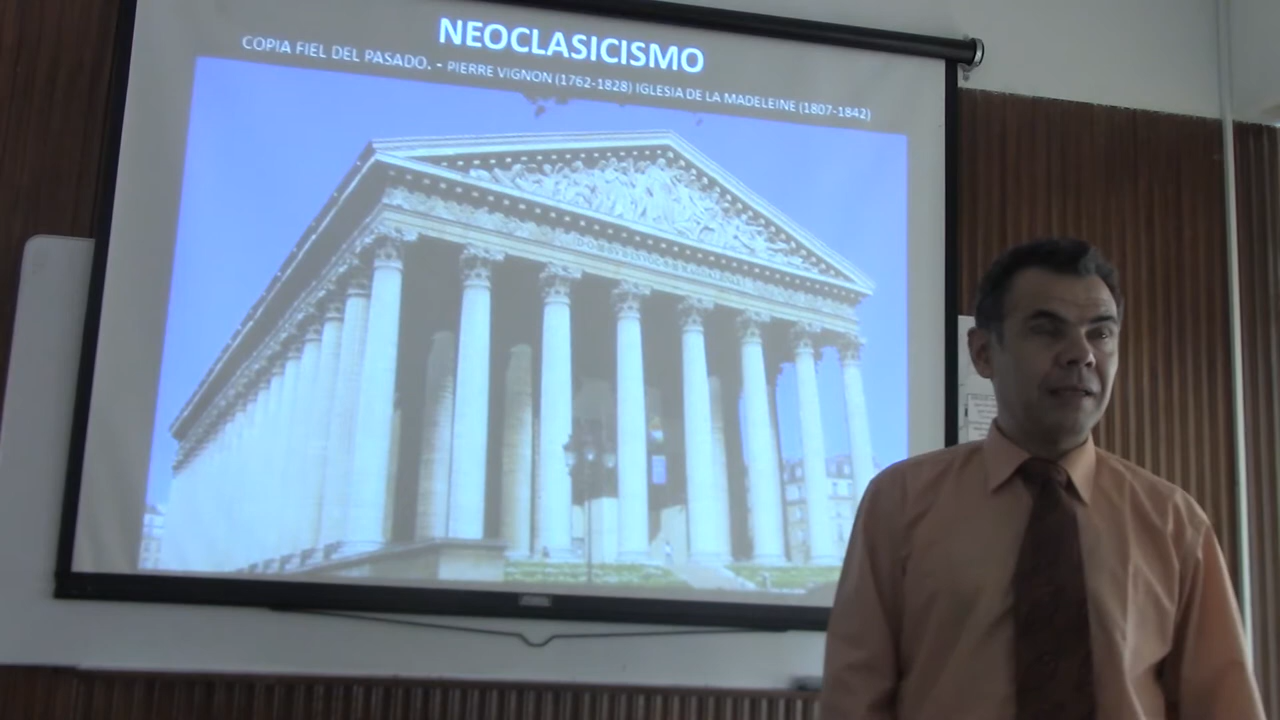 NEOCLASICISMO
COPIA FIEL DEL PASADO. - PIERRE VIGNON (1762-1828) IGLESIA DE LA MADELEINE (1807-1842)